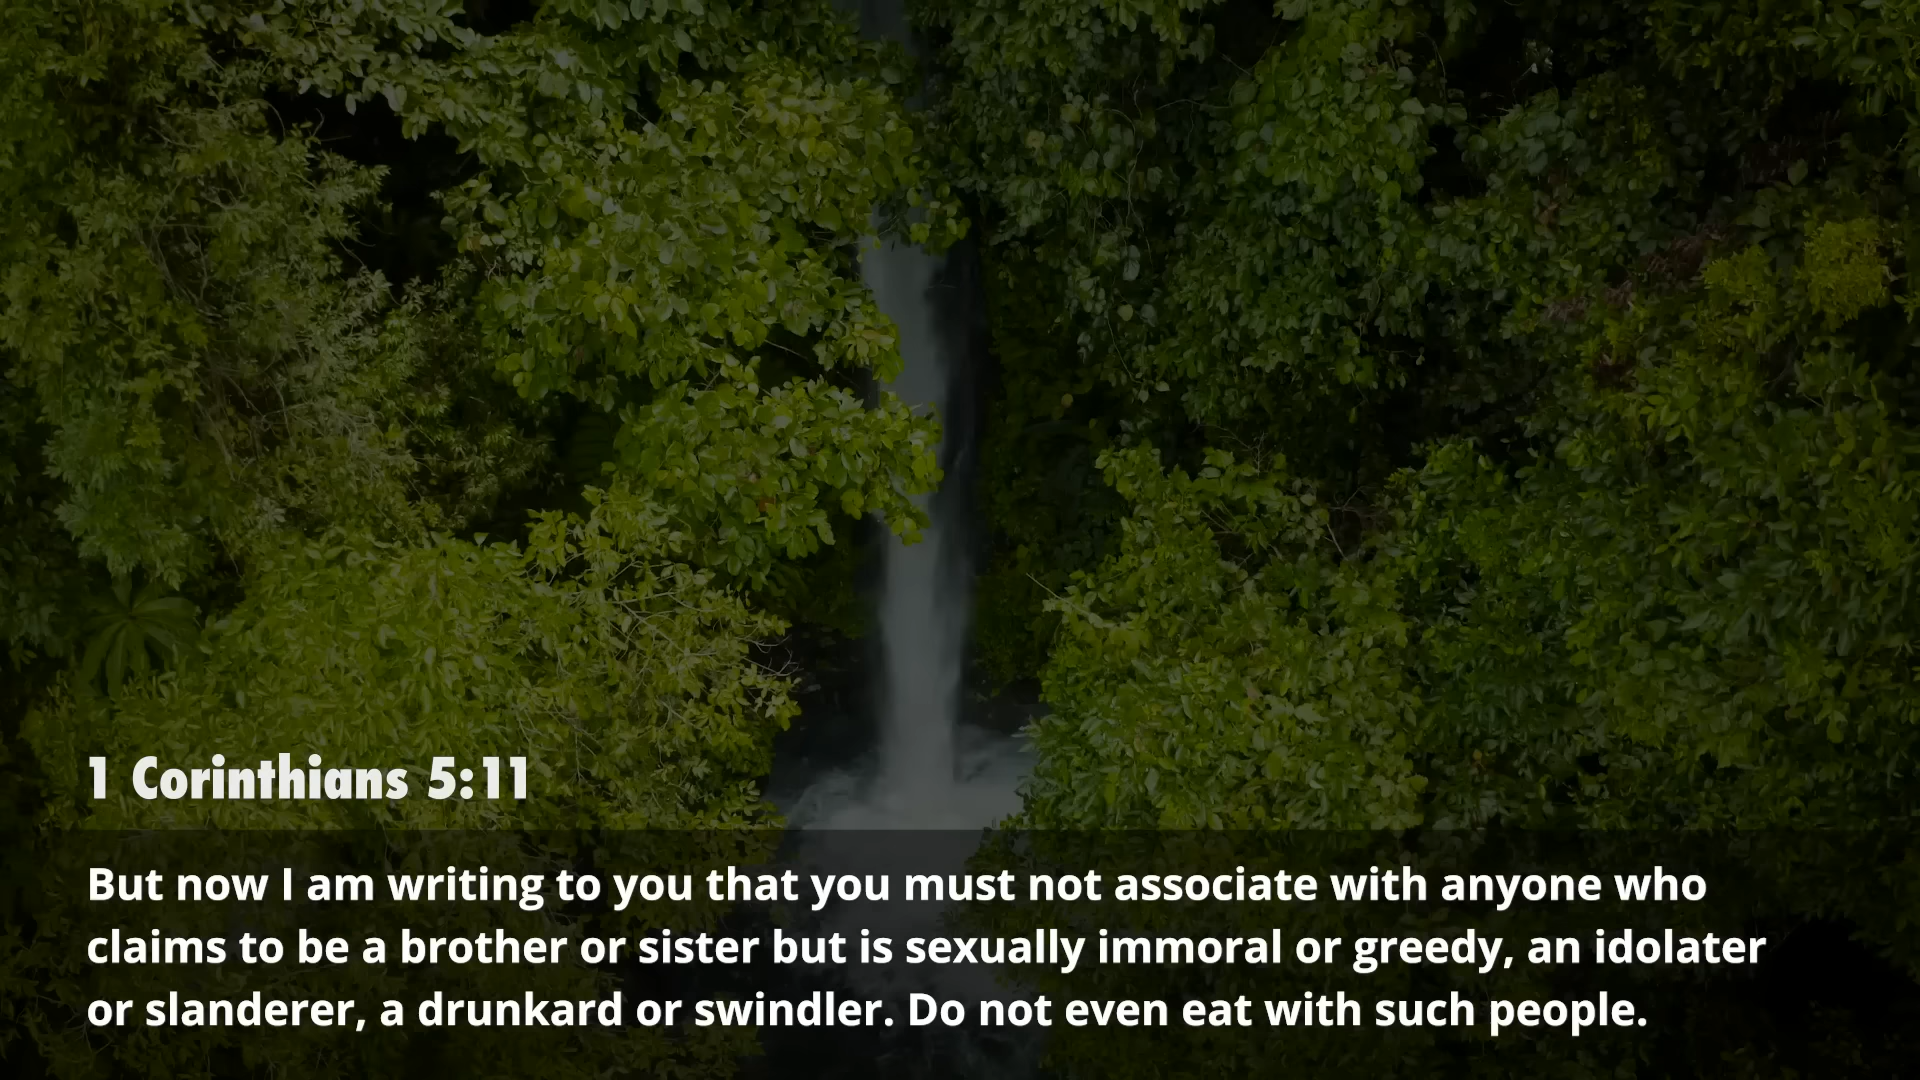 1 Corinthians 5:11
But now I am writing to you that you must not associate with anyone who
claims to be a brother or sister but is sexually immoral or greedy, an idolater
or slanderer, a drunkard or swindler. Do not even eat with such people.